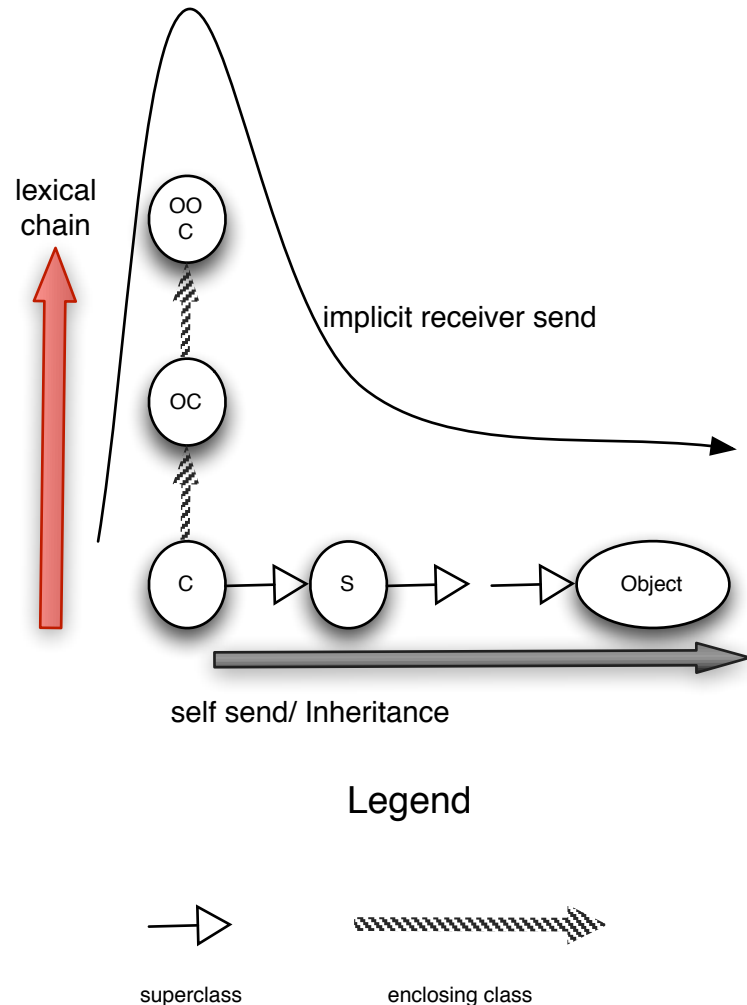 lexical
chain
OO
C
implicit receiver send
OC
C
S
Object
self send/ Inheritance
Legend
superclass
enclosing class